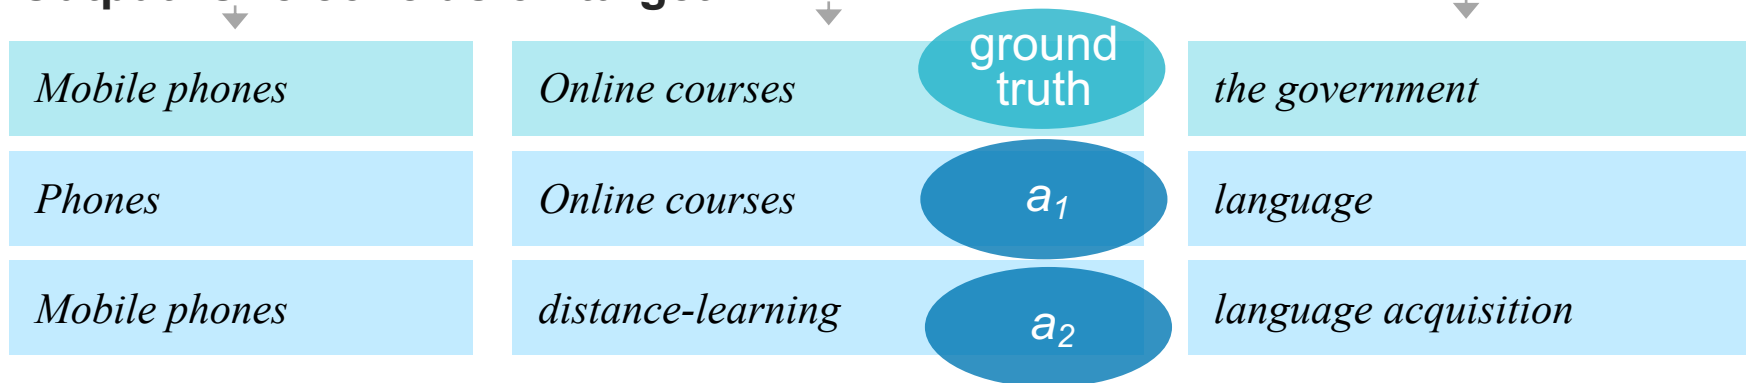 ground
truth
Mobile phones
Online courses
the government
Phones
Online courses
a1
language
Mobile phones
distance-learning
a2
language acquisition